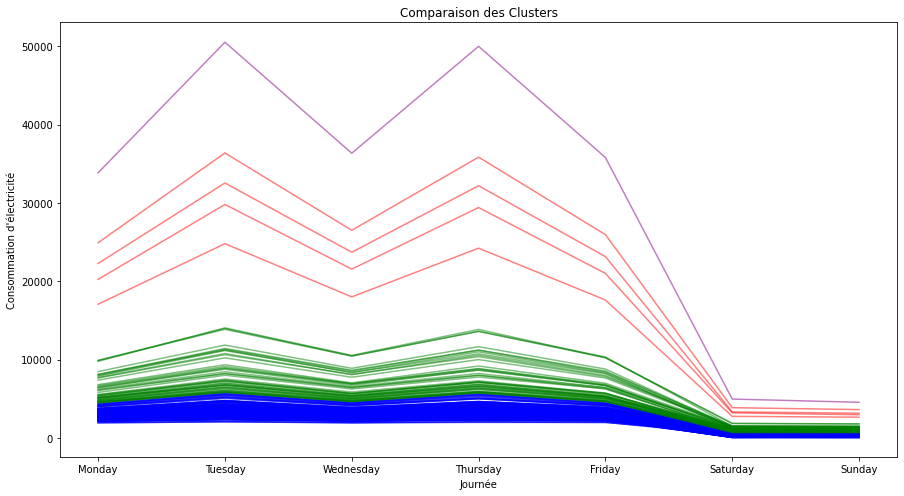 Comparaison des Clusters
Consommation d'électricité
50000
40000
30000
20000
10000
0
Monday Tuesday Wednesday Thursday Friday Saturday Sunday
Journée